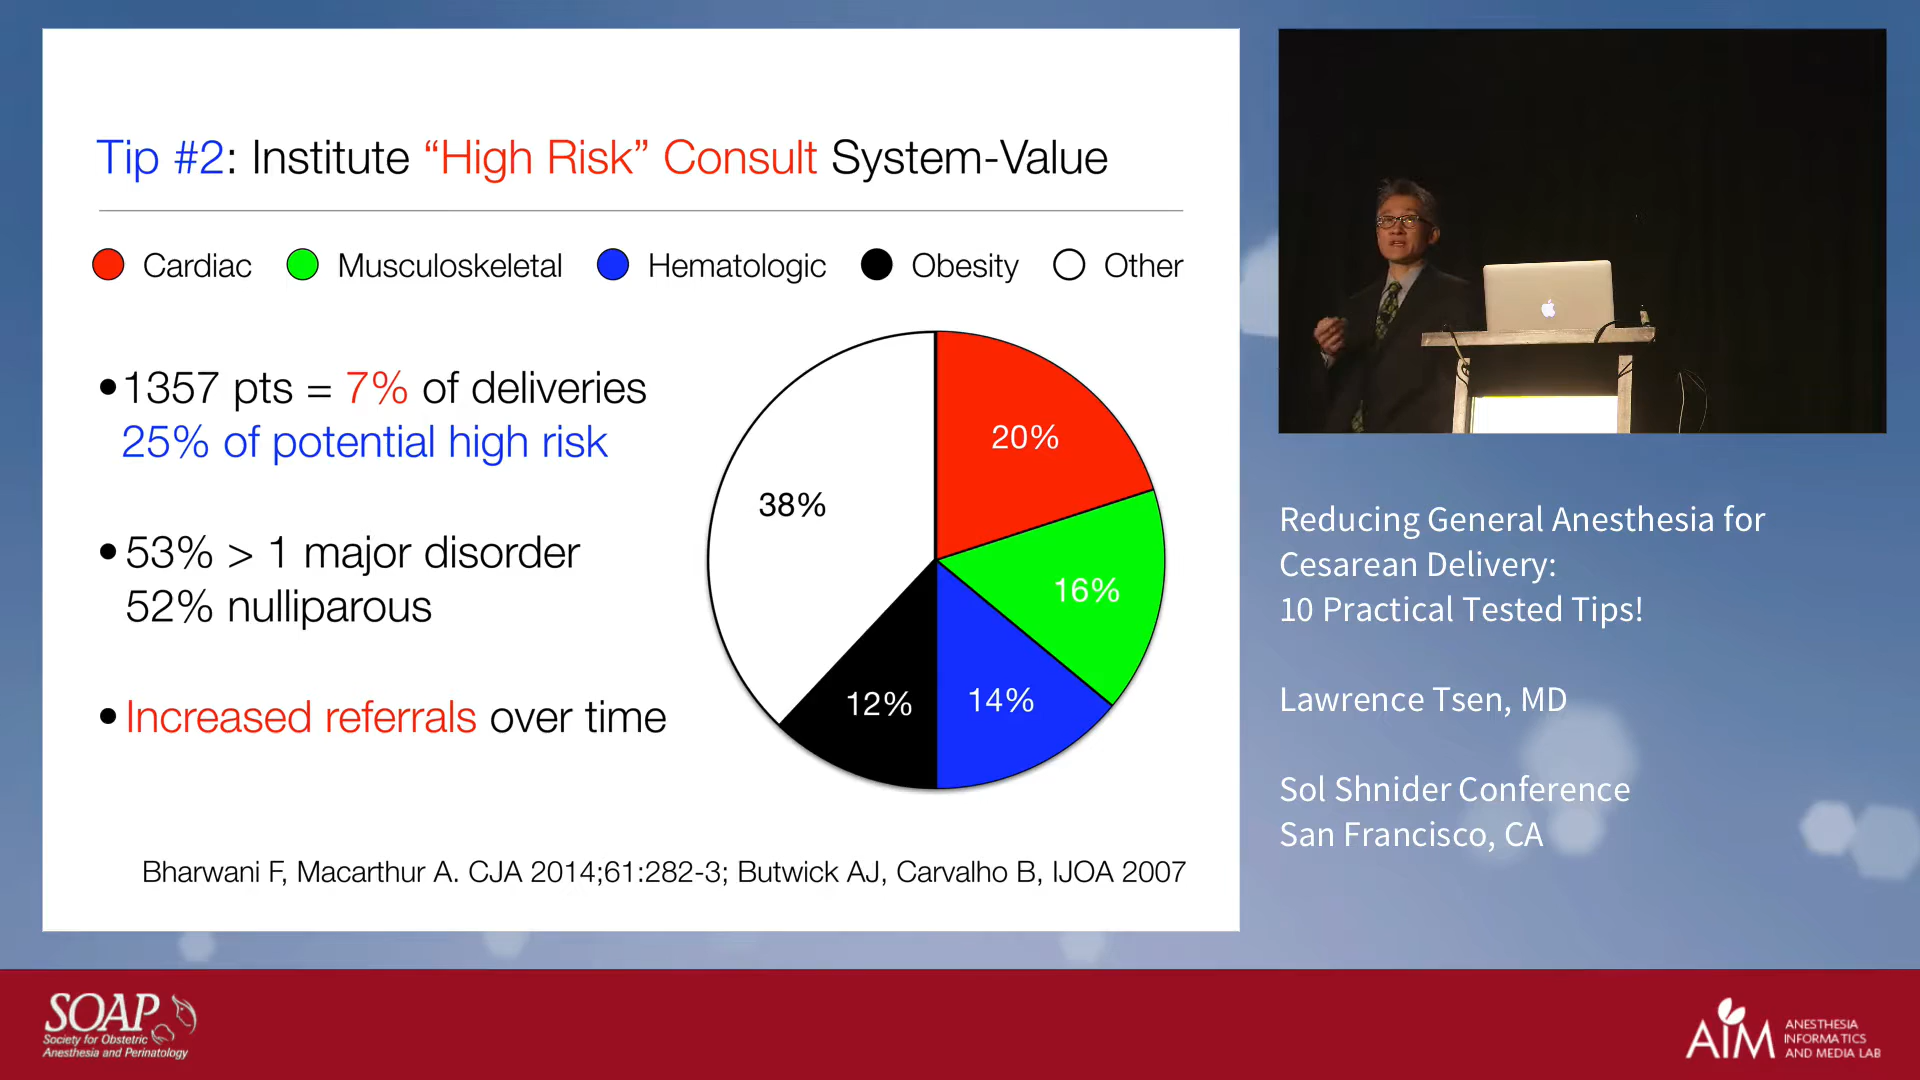 Tip #2: Institute “High Risk” Consult System-Value
Cardiac Musculoskeletal Hematologic Obesity Other
•1357 pts = 7% of deliveries
25% of potential high risk
•53% > 1 major disorder
52% nulliparous
•Increased referrals over time
20%
38%
16%
12%
14%
Bharwani F, Macarthur A. CJA 2014;61:282-3; Butwick AJ, Carvalho B, IJOA 2007
Reducing General Anesthesia for
Cesarean Delivery:
10 Practical Tested Tips!
Lawrence Tsen, MD
Sol Shnider Conference
San Francisco, CA
SOAP
Society for Obstetric
Anesthesia and Perinatology
AIM
ANESTHESIA
INFORMATICS
AND MEDIA LAB